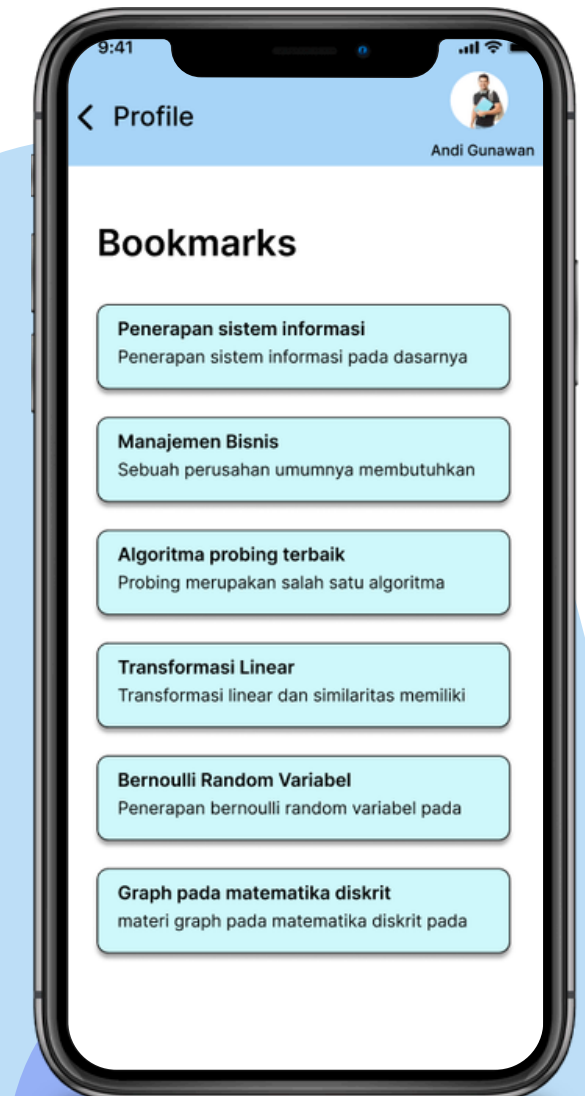 9:41
Profile
Andi Gunawan
Bookmarks
Penerapan sistem informasi
Penerapan sistem informasi pada dasarnya
Manajemen Bisnis
Sebuah perusahan umumnya membutuhkan
Algoritma probing terbaik
Probing merupakan salah satu algoritma
Transformasi Linear
Transformasi linear dan similaritas memiliki
Bernoulli Random Variabel
Penerapan bernoulli random variabel pada
Graph pada matematika diskrit
materi graph pada matematika diskrit pada